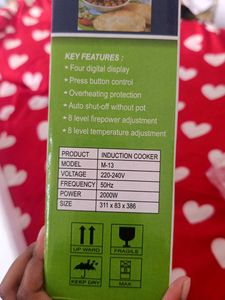 KEY FEATURES :
- Four digital display
- Press button control
- Overheating protection
- Auto shut-off without pot
- 8 level firepower adjustment
- 8 level temperature adjustment
PRODUCT INDUCTION COOKER
MODEL M-13
VOLTAGE 220-240V
FREQUENCY 50Hz
POWER 2000W
SIZE 311 x 83 x 386
UP WARD FRAGILE
KEEP DRY MAX